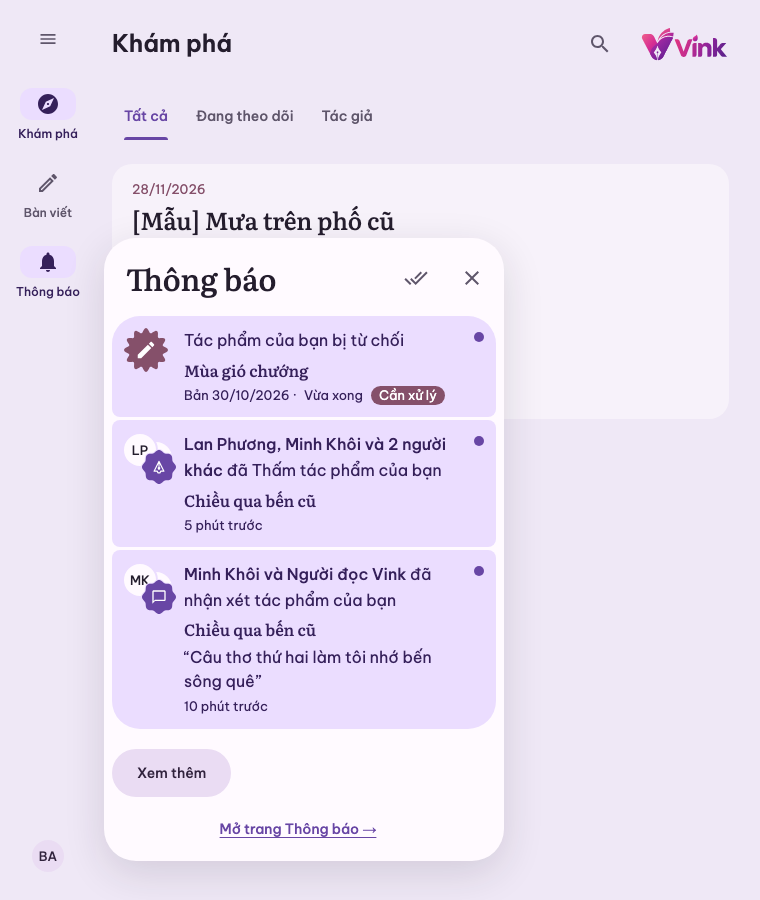 Khám phá
Vink
Khám phá
Bàn viết
Thông báo
Tất cả
Đang theo dõi
Tác giả
28/11/2026
[Mẫu] Mưa trên phố cũ
Thông báo
Tác phẩm của bạn bị từ chối
Mùa gió chướng
Bản 30/10/2026 · Vừa xong Cần xử lý
LP
Lan Phương, Minh Khôi và 2 người
khác đã Thấm tác phẩm của bạn
Chiều qua bến cũ
5 phút trước
MK
Minh Khôi và Người đọc Vink đã
nhận xét tác phẩm của bạn
Chiều qua bến cũ
“Câu thơ thứ hai làm tôi nhớ bến
sông quê”
10 phút trước
Xem thêm
Mở trang Thông báo →
BA